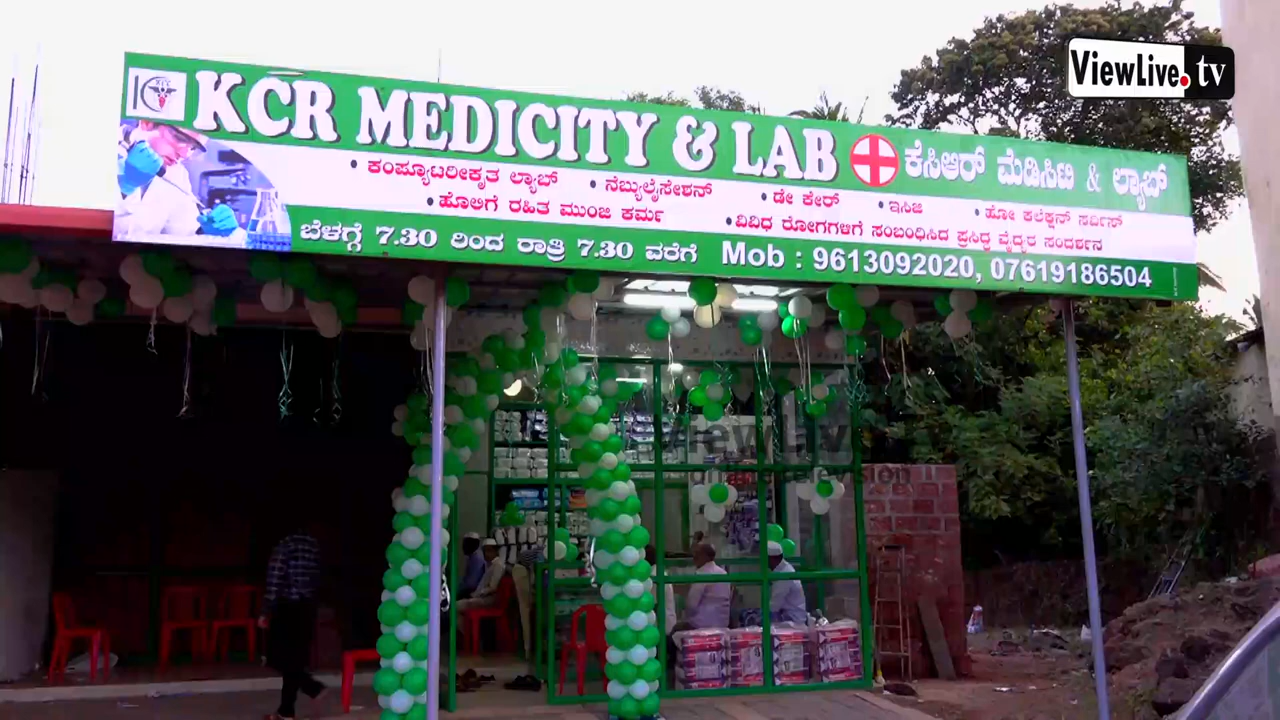 ViewLive.tv
KCR MEDICITY & LAB ಕೆಸಿಆರ್ ಮೆಡಿಸಿಟಿ & ಲ್ಯಾಬ್
• ಕಂಪ್ಯೂಟರೀಕೃತ ಲ್ಯಾಬ್ • ನೆಬ್ಯುಲೈಸೇಶನ್ • ಡೇ ಕೇರ್ • ಇಸಿಜಿ • ಹೋ ಕಲೆಕ್ಷನ್ ಸರ್ವಿಸ್
• ಹೊಲಿಗೆ ರಹಿತ ಮುಂಜಿ ಕರ್ಮ • ವಿವಿಧ ರೋಗಗಳಿಗೆ ಸಂಬಂಧಿಸಿದ ಪ್ರಸಿದ್ಧ ವೈದ್ಯರ ಸಂದರ್ಶನ
ಬೆಳಗ್ಗೆ 7.30 ರಿಂದ ರಾತ್ರಿ 7.30 ವರೆಗೆ Mob : 9613092020, 07619186504